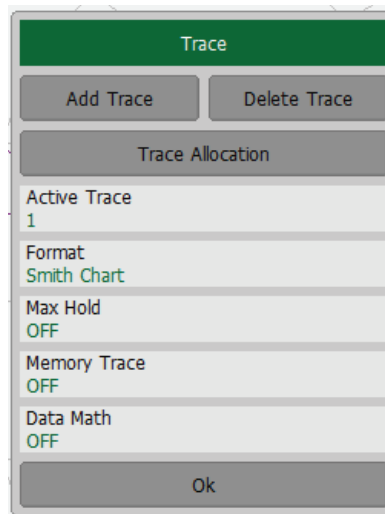 Trace
Add Trace Delete Trace
Trace Allocation
Active Trace
1
Format
Smith Chart
Max Hold
OFF
Memory Trace
OFF
Data Math
OFF
Ok